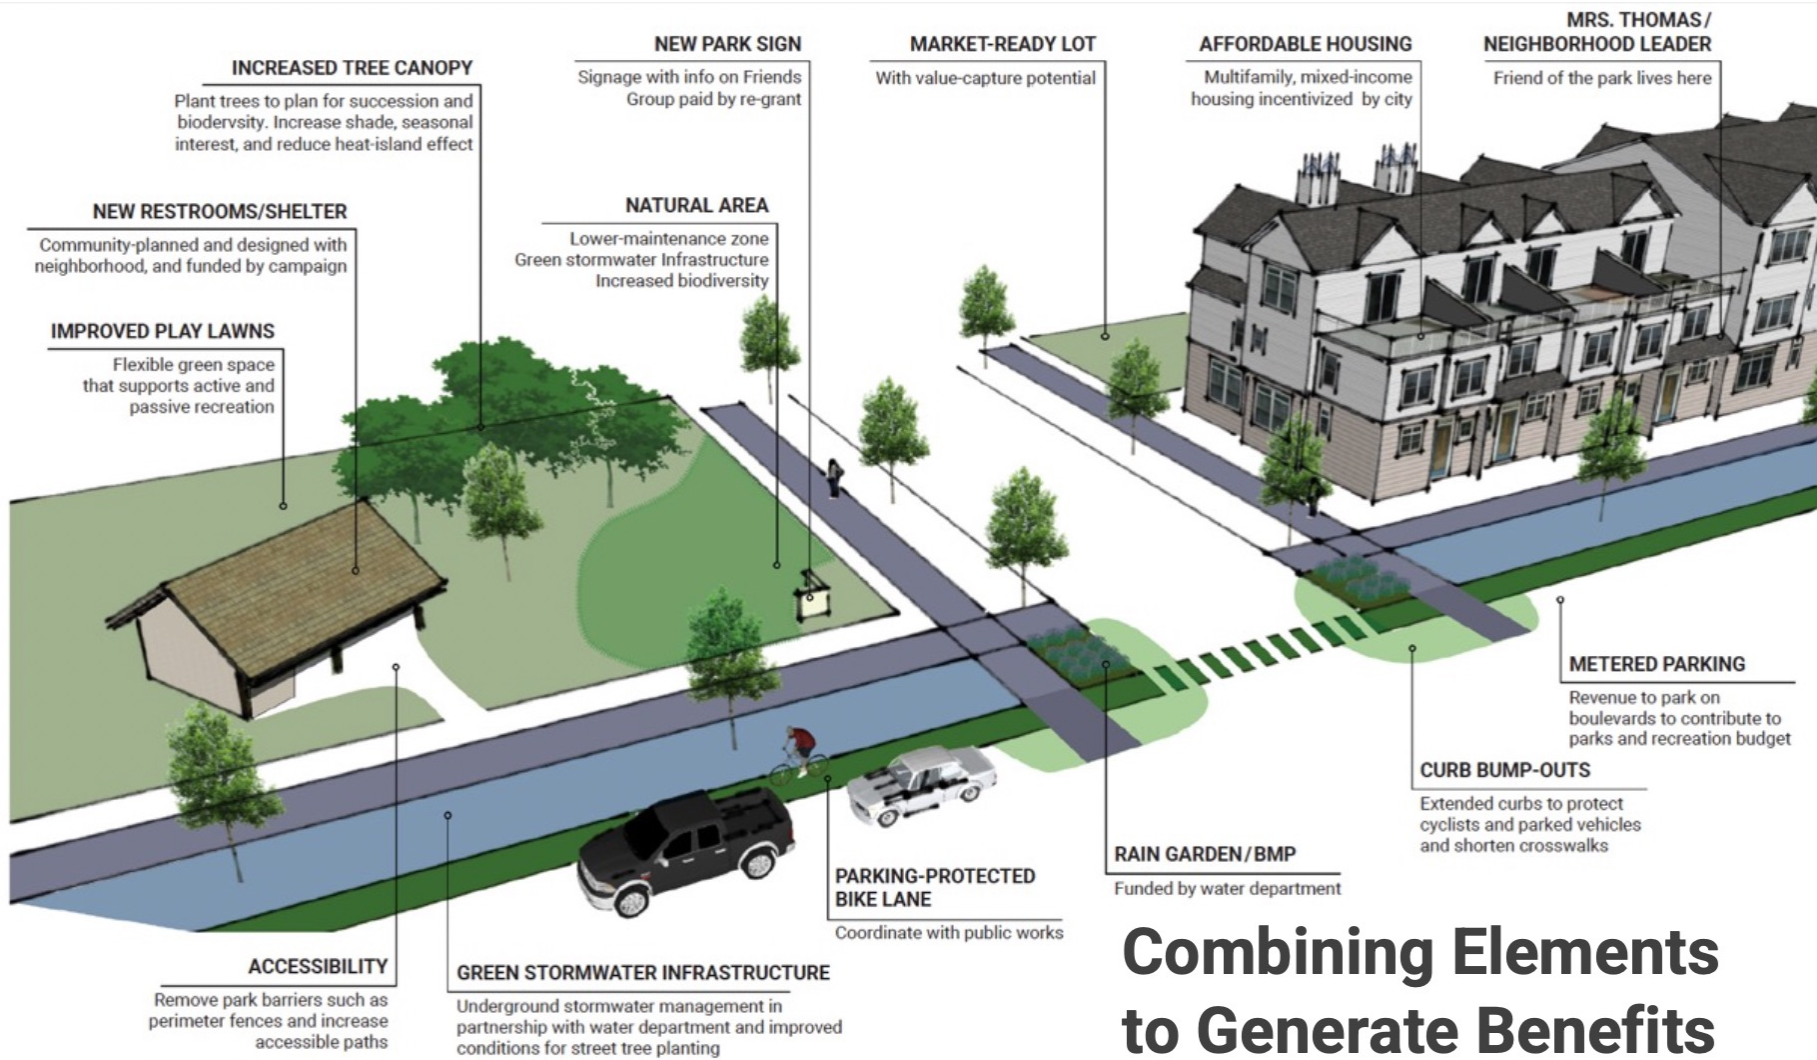 INCREASED TREE CANOPY
Plant trees to plan for succession and
biodervsity. Increase shade, seasonal
interest, and reduce heat-island effect
NEW PARK SIGN
Signage with info on Friends
Group paid by re-grant
MARKET-READY LOT
With value-capture potential
AFFORDABLE HOUSING
Multifamily, mixed-income
housing incentivized by city
MRS. THOMAS/
NEIGHBORHOOD LEADER
Friend of the park lives here
NEW RESTROOMS/SHELTER
Community-planned and designed with
neighborhood, and funded by campaign
NATURAL AREA
Lower-maintenance zone
Green stormwater Infrastructure
Increased biodiversity
IMPROVED PLAY LAWNS
Flexible green space
that supports active and
passive recreation
METERED PARKING
Revenue to park on
boulevards to contribute to
parks and recreation budget
CURB BUMP-OUTS
Extended curbs to protect
cyclists and parked vehicles
and shorten crosswalks
RAIN GARDEN/BMP
Funded by water department
PARKING-PROTECTED
BIKE LANE
Coordinate with public works
ACCESSIBILITY
Remove park barriers such as
perimeter fences and increase
accessible paths
GREEN STORMWATER INFRASTRUCTURE
Underground stormwater management in
partnership with water department and improved
conditions for street tree planting
Combining Elements
to Generate Benefits